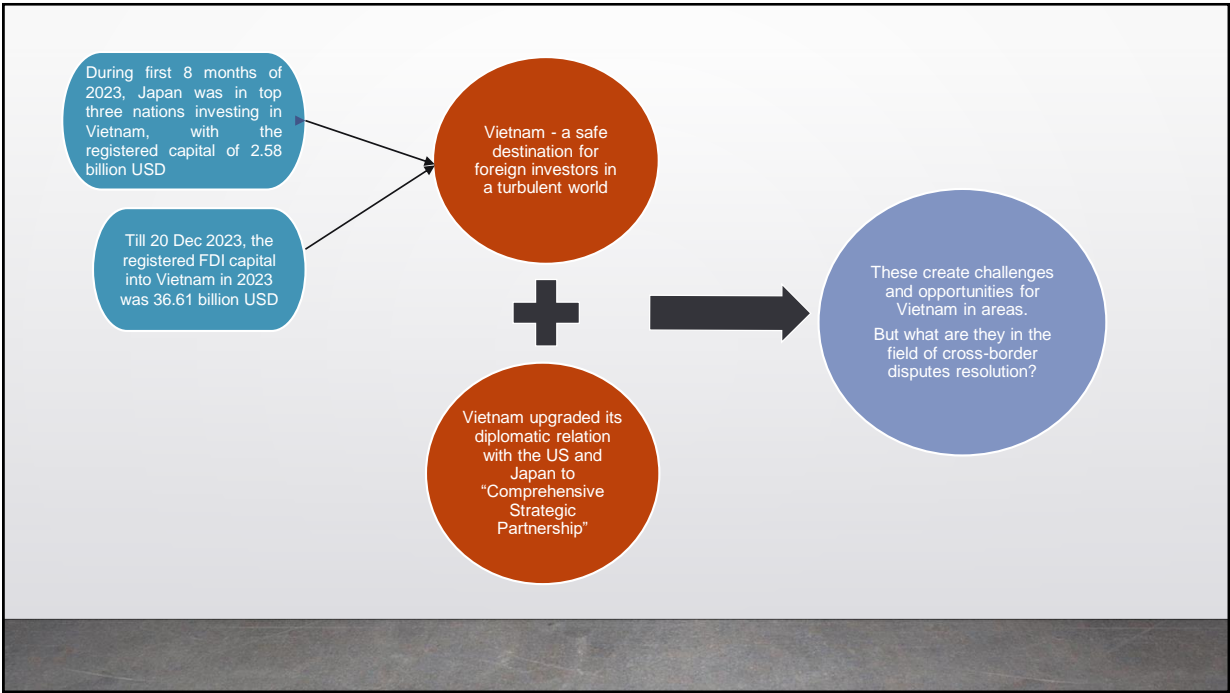 During first 8 months of
2023, Japan was in top
three nations investing in
Vietnam, with the
registered capital of 2.58
billion USD
Till 20 Dec 2023, the
registered FDI capital
into Vietnam in 2023
was 36.61 billion USD
Vietnam - a safe
destination for
foreign investors in
a turbulent world
Vietnam upgraded its
diplomatic relation
with the US and
Japan to
“Comprehensive
Strategic
Partnership”
These create challenges
and opportunities for
Vietnam in areas.
But what are they in the
field of cross-border
disputes resolution?